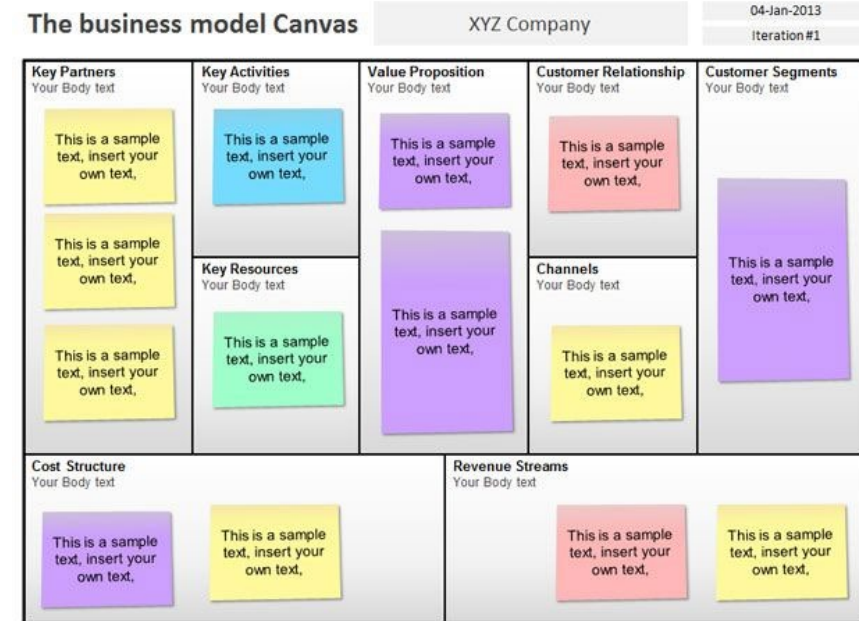 The business model Canvas
XYZ Company
04-Jan-2013
Iteration #1
Key Partners
Your Body text
This is a sample
text, insert your
own text,
This is a sample
text, insert your
own text,
This is a sample
text, insert your
own text,
Key Activities
Your Body text
This is a sample
text, insert your
own text,
Key Resources
Your Body text
This is a sample
text, insert your
own text,
Value Proposition
Your Body text
This is a sample
text, insert your
own text,
This is a sample
text, insert your
own text,
Customer Relationship
Your Body text
This is a sample
text, insert your
own text,
Channels
Your Body text
This is a sample
text, insert your
own text,
Customer Segments
Your Body text
This is a sample
text, insert your
own text,
Cost Structure
Your Body text
This is a sample
text, insert your
own text,
This is a sample
text, insert your
own text,
Revenue Streams
Your Body text
This is a sample
text, insert your
own text,
This is a sample
text, insert your
own text,